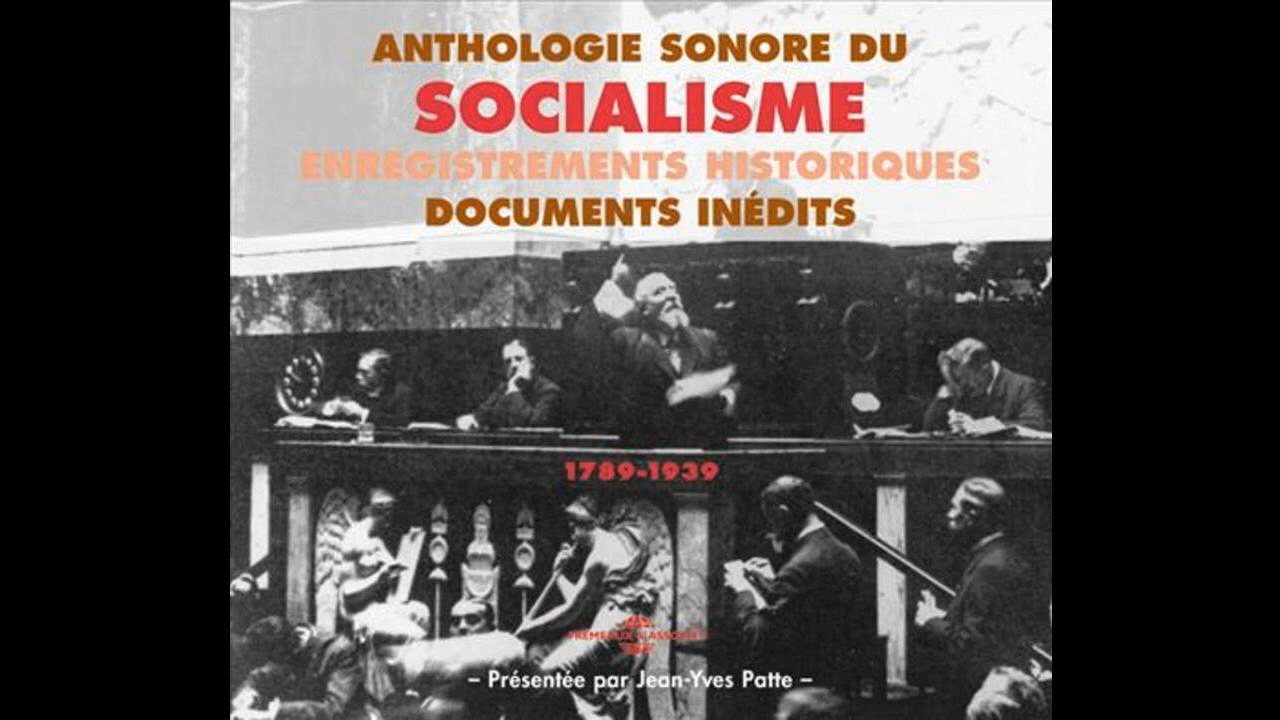 ANTHOLOGIE SONORE DU
SOCIALISME
ENREGISTREMENTS HISTORIQUES
DOCUMENTS INÉDITS
1789-1939
– Présentée par Jean-Yves Patte –